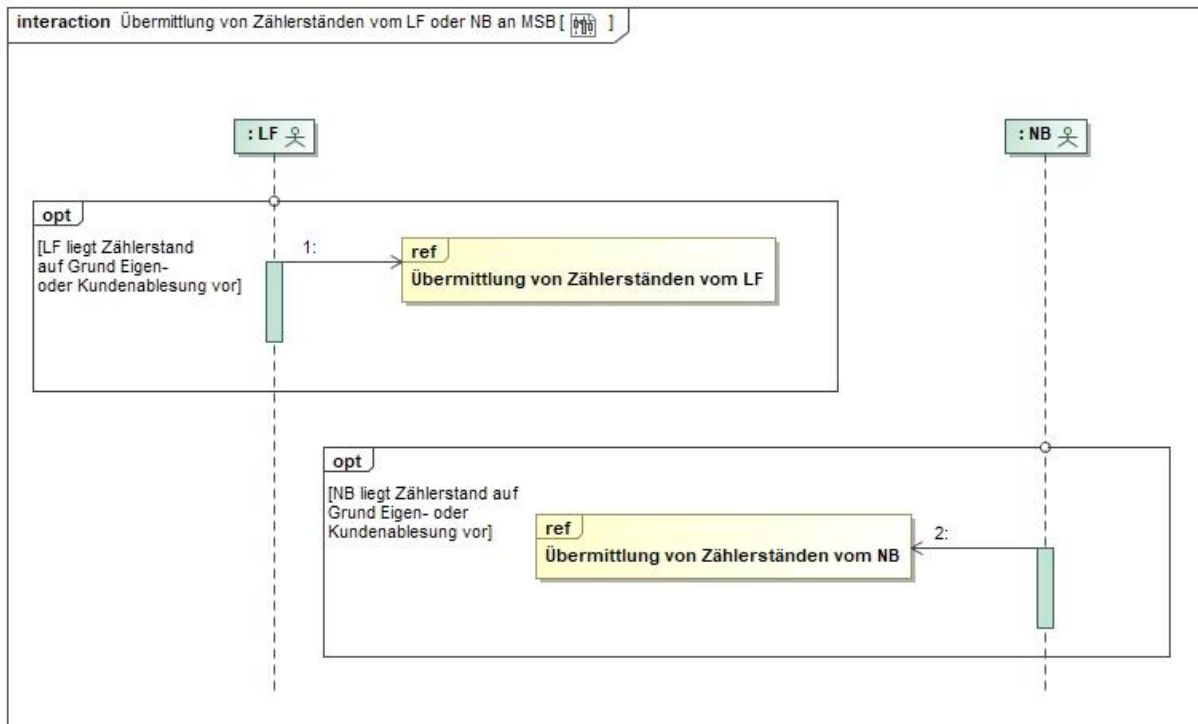 interaction Übermittlung von Zählerständen vom LF oder NB an MSB [ ]
: LF
: NB
opt
[LF liegt Zählerstand
auf Grund Eigen-
oder Kundenablesung vor]
1:
ref
Übermittlung von Zählerständen vom LF
opt
[NB liegt Zählerstand auf
Grund Eigen- oder
Kundenablesung vor]
ref
Übermittlung von Zählerständen vom NB
2: